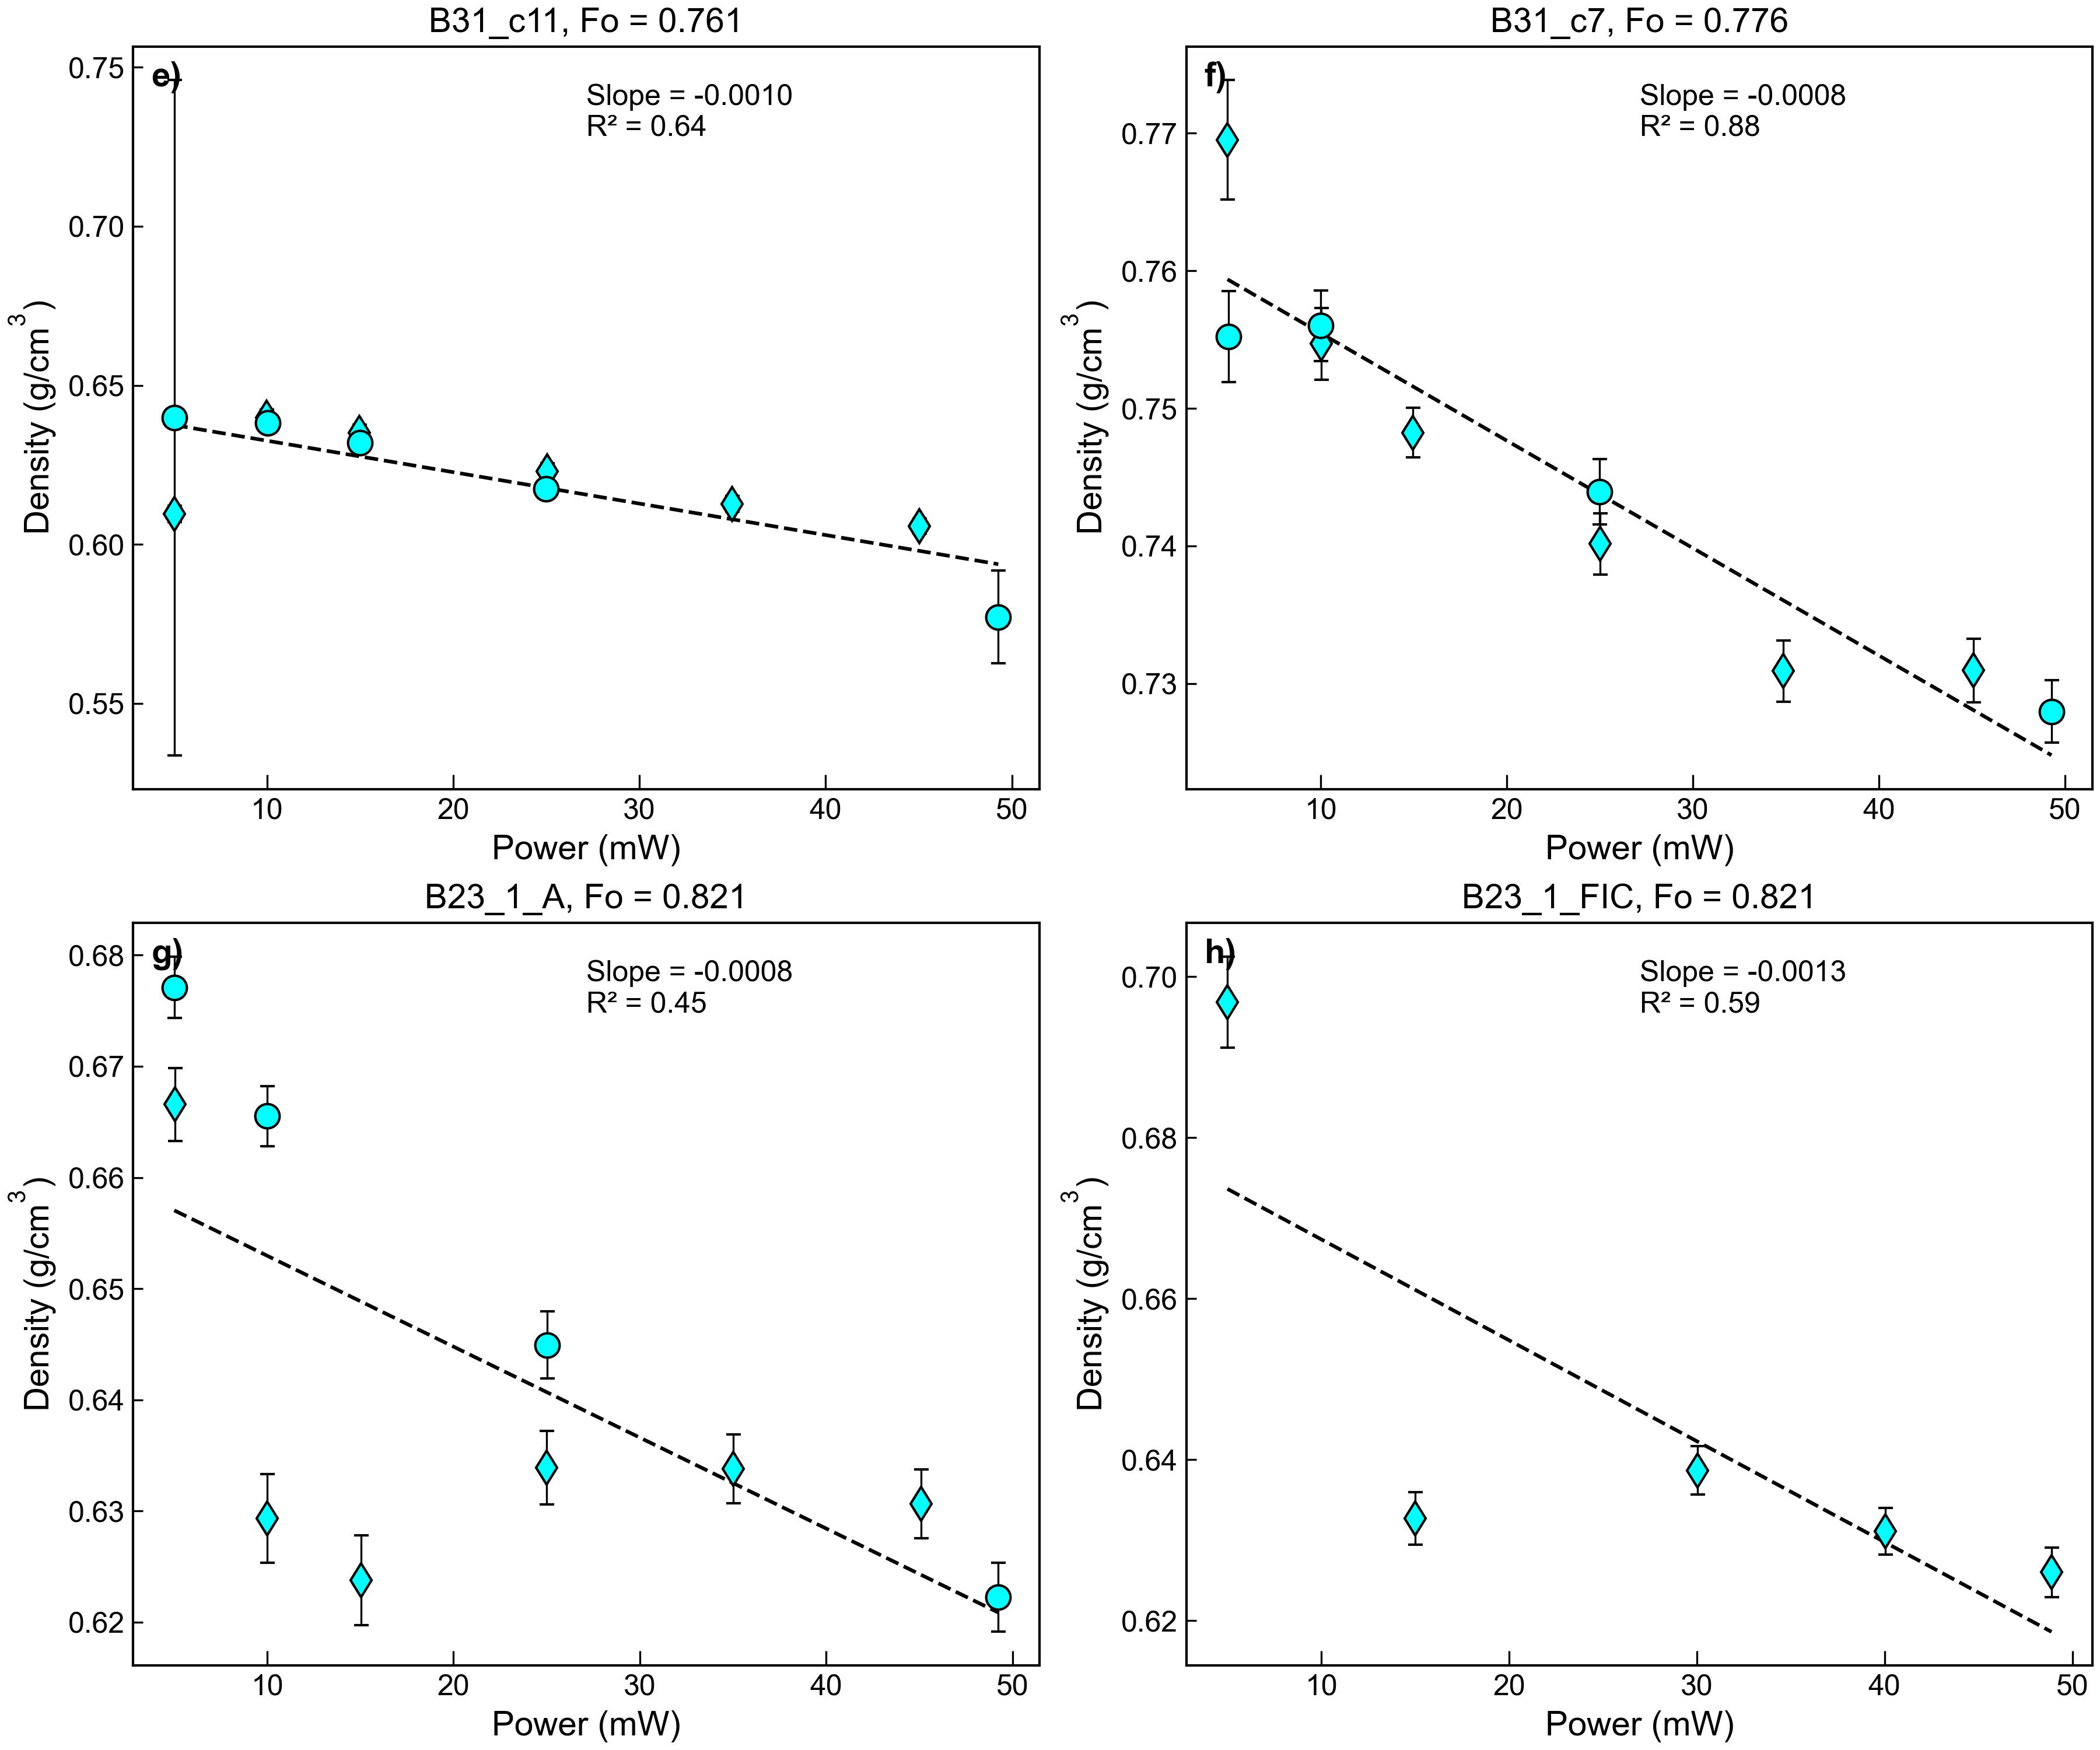 B31_c11, Fo = 0.761
e)
Slope = -0.0010
R² = 0.64
0.75
0.70
0.65
0.60
0.55
Density (g/cm³)
10 20 30 40 50
Power (mW)
B31_c7, Fo = 0.776
f)
Slope = -0.0008
R² = 0.88
0.77
0.76
0.75
0.74
0.73
Density (g/cm³)
10 20 30 40 50
Power (mW)
B23_1_A, Fo = 0.821
g)
Slope = -0.0008
R² = 0.45
0.68
0.67
0.66
0.65
0.64
0.63
0.62
Density (g/cm³)
10 20 30 40 50
Power (mW)
B23_1_FIC, Fo = 0.821
h)
Slope = -0.0013
R² = 0.59
0.70
0.68
0.66
0.64
0.62
Density (g/cm³)
10 20 30 40 50
Power (mW)